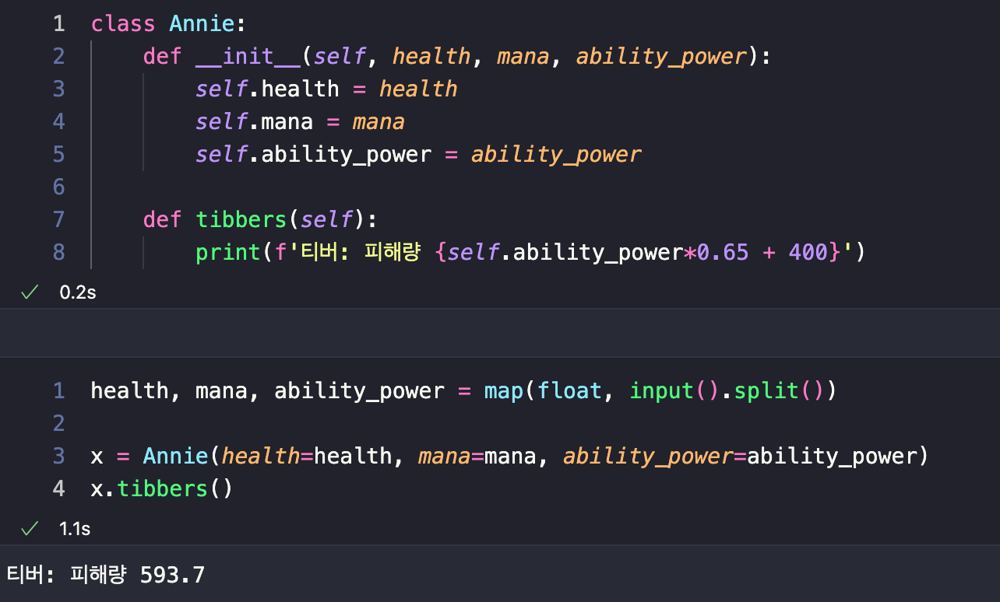 1 class Annie:
2     def __init__(self, health, mana, ability_power):
3         self.health = health
4         self.mana = mana
5         self.ability_power = ability_power
6
7     def tibbers(self):
8         print(f'티버: 피해량 {self.ability_power*0.65 + 400}')
✓ 0.2s
1 health, mana, ability_power = map(float, input().split())
2
3 x = Annie(health=health, mana=mana, ability_power=ability_power)
4 x.tibbers()
✓ 1.1s
티버: 피해량 593.7